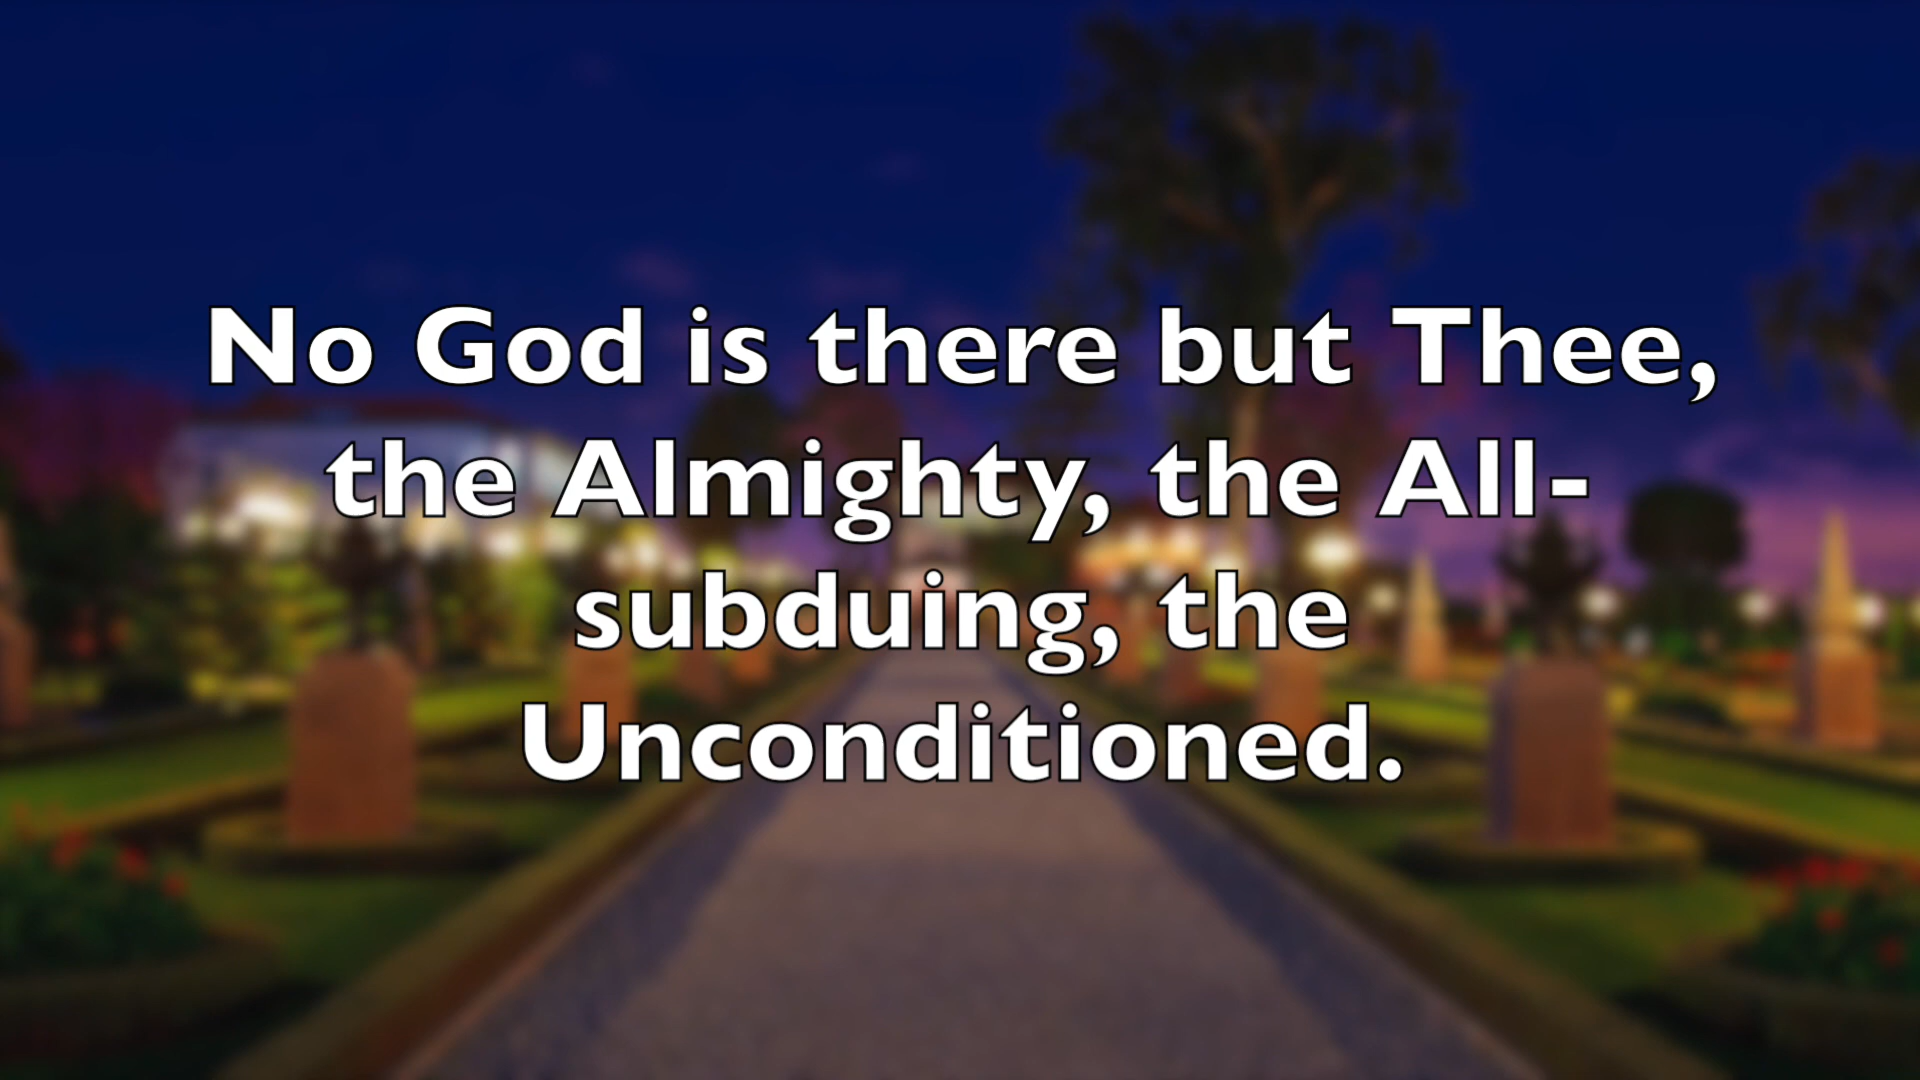 No God is there but Thee,
the Almighty, the All-
subduing, the
Unconditioned.